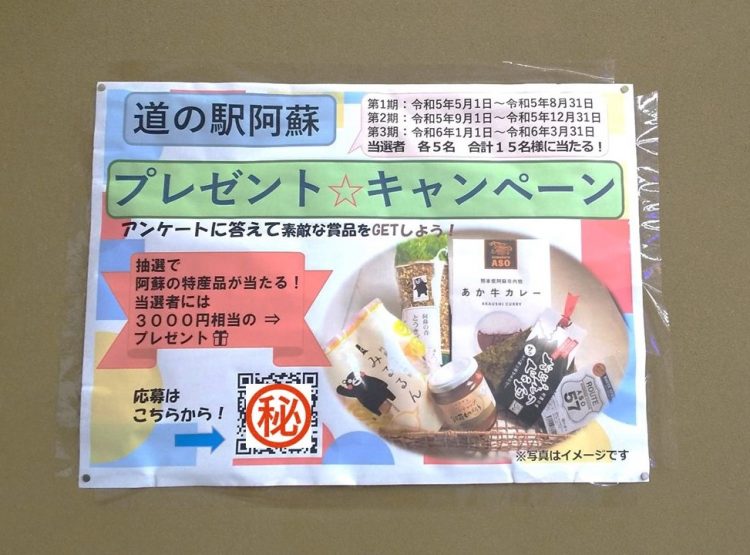 道の駅阿蘇
第1期：令和5年5月1日～令和5年8月31日
第2期：令和5年9月1日～令和5年12月31日
第3期：令和6年1月1日～令和6年3月31日
当選者　各５名　合計１５名様に当たる！
プレゼント☆キャンペーン
アンケートに答えて素敵な賞品をGETしよう！
抽選で
阿蘇の特産品が当たる！
当選者には
３０００円相当の ⇒
プレゼント
応募は
こちらから！
秘
ASO
あか牛カレー
AKAUSHI CURRY
ROUTE
57
※写真はイメージです